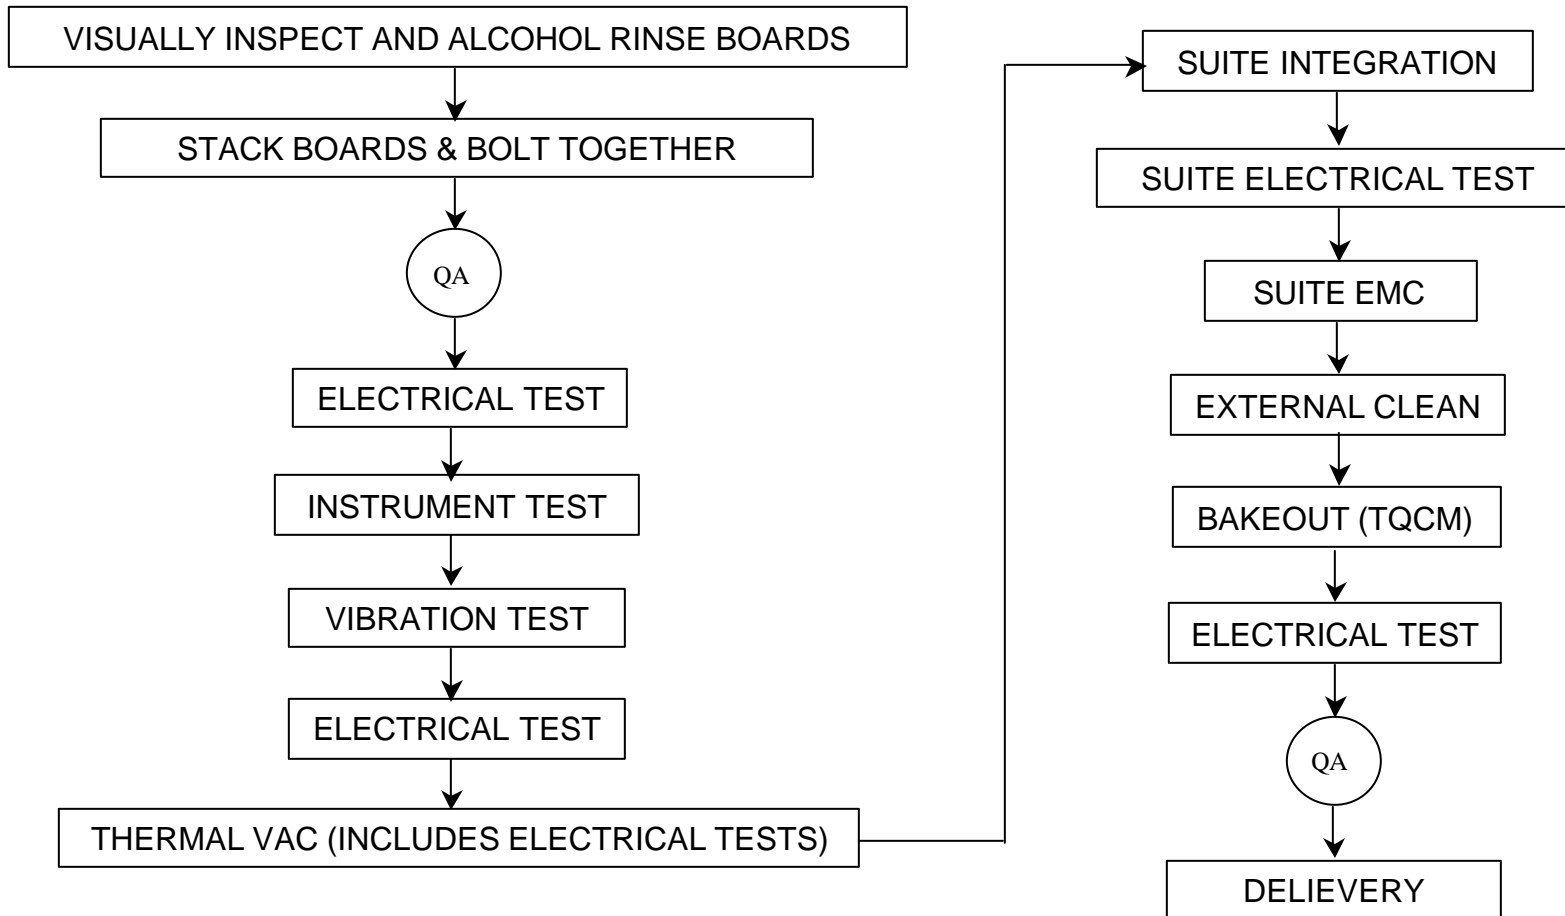 VISUALLY INSPECT AND ALCOHOL RINSE BOARDS
STACK BOARDS & BOLT TOGETHER
QA
ELECTRICAL TEST
INSTRUMENT TEST
VIBRATION TEST
ELECTRICAL TEST
THERMAL VAC (INCLUDES ELECTRICAL TESTS)
SUITE INTEGRATION
SUITE ELECTRICAL TEST
SUITE EMC
EXTERNAL CLEAN
BAKEOUT (TQCM)
ELECTRICAL TEST
QA
DELIEVERY